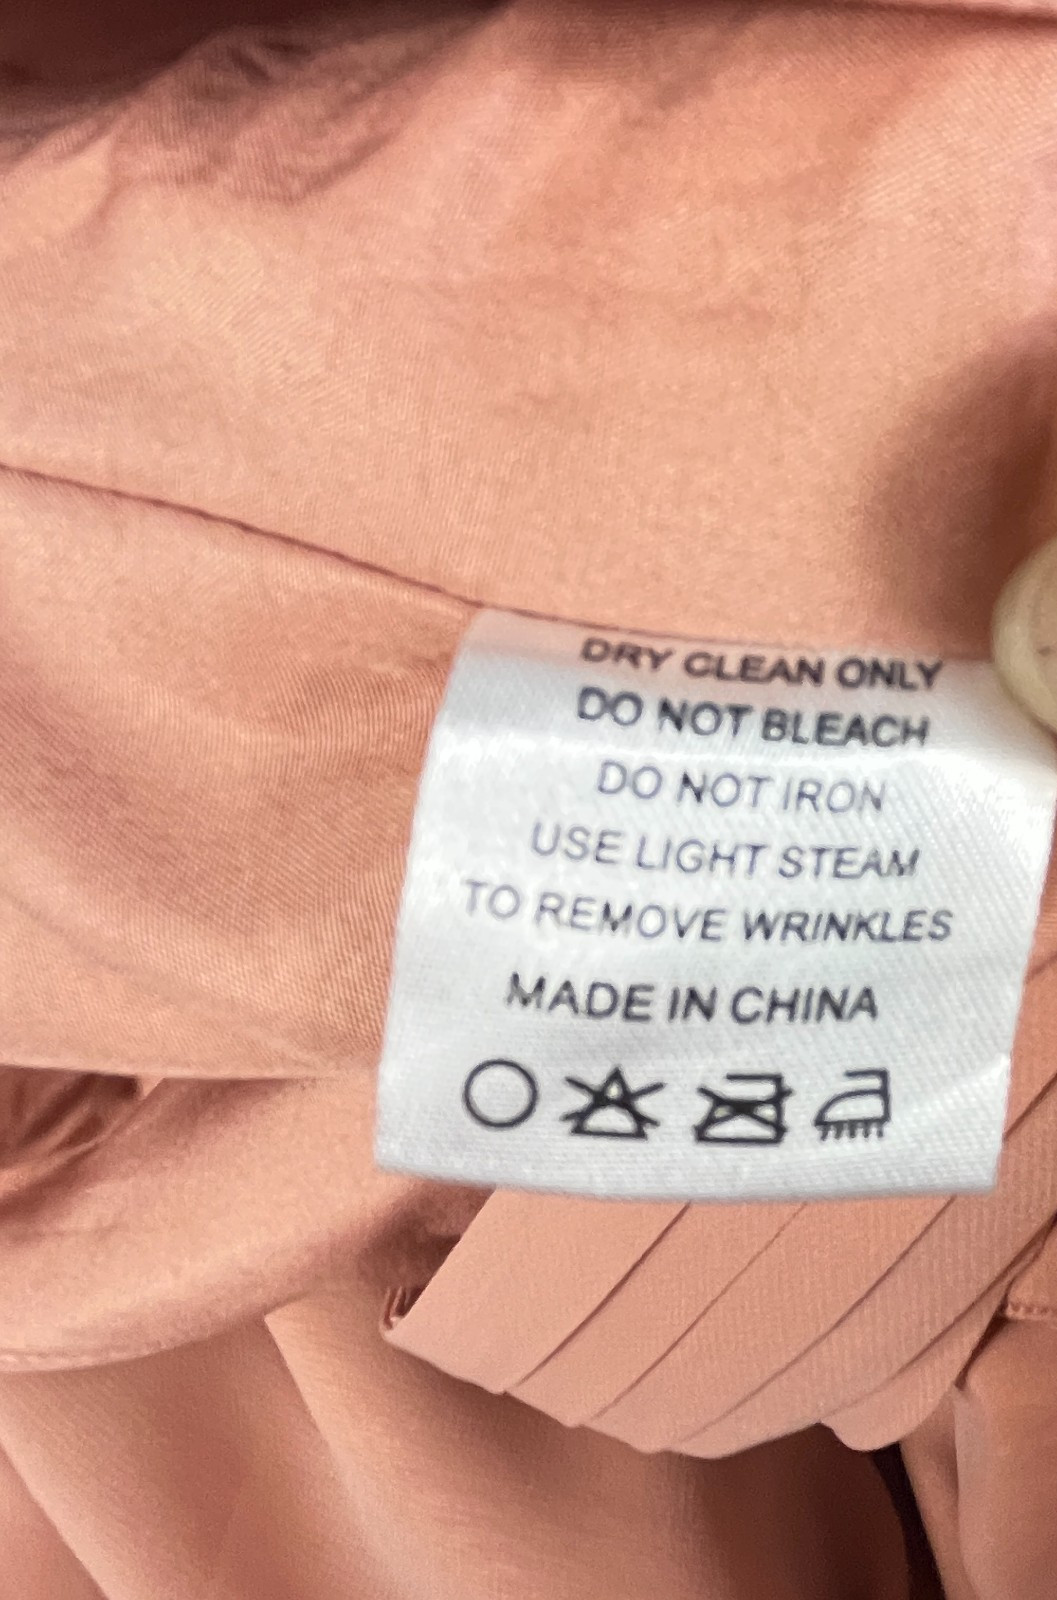 DRY CLEAN ONLY
DO NOT BLEACH
DO NOT IRON
USE LIGHT STEAM
TO REMOVE WRINKLES
MADE IN CHINA